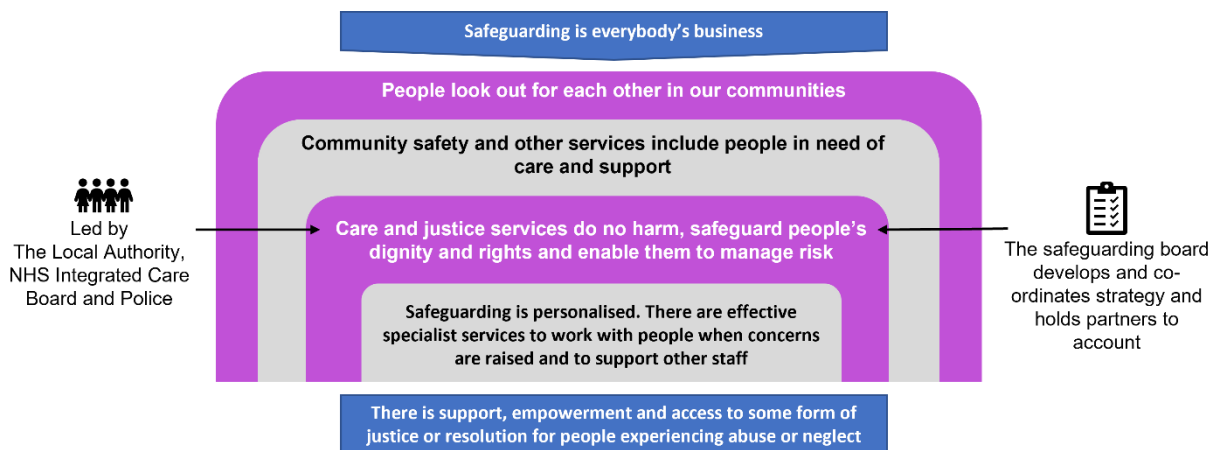 Safeguarding is everybody's business
People look out for each other in our communities
Community safety and other services include people in need of
care and support
Led by
The Local Authority,
NHS Integrated Care
Board and Police
Care and justice services do no harm, safeguard people's
dignity and rights and enable them to manage risk
The safeguarding board
develops and co-
ordinates strategy and
holds partners to
account
Safeguarding is personalised. There are effective
specialist services to work with people when concerns
are raised and to support other staff
There is support, empowerment and access to some form of
justice or resolution for people experiencing abuse or neglect